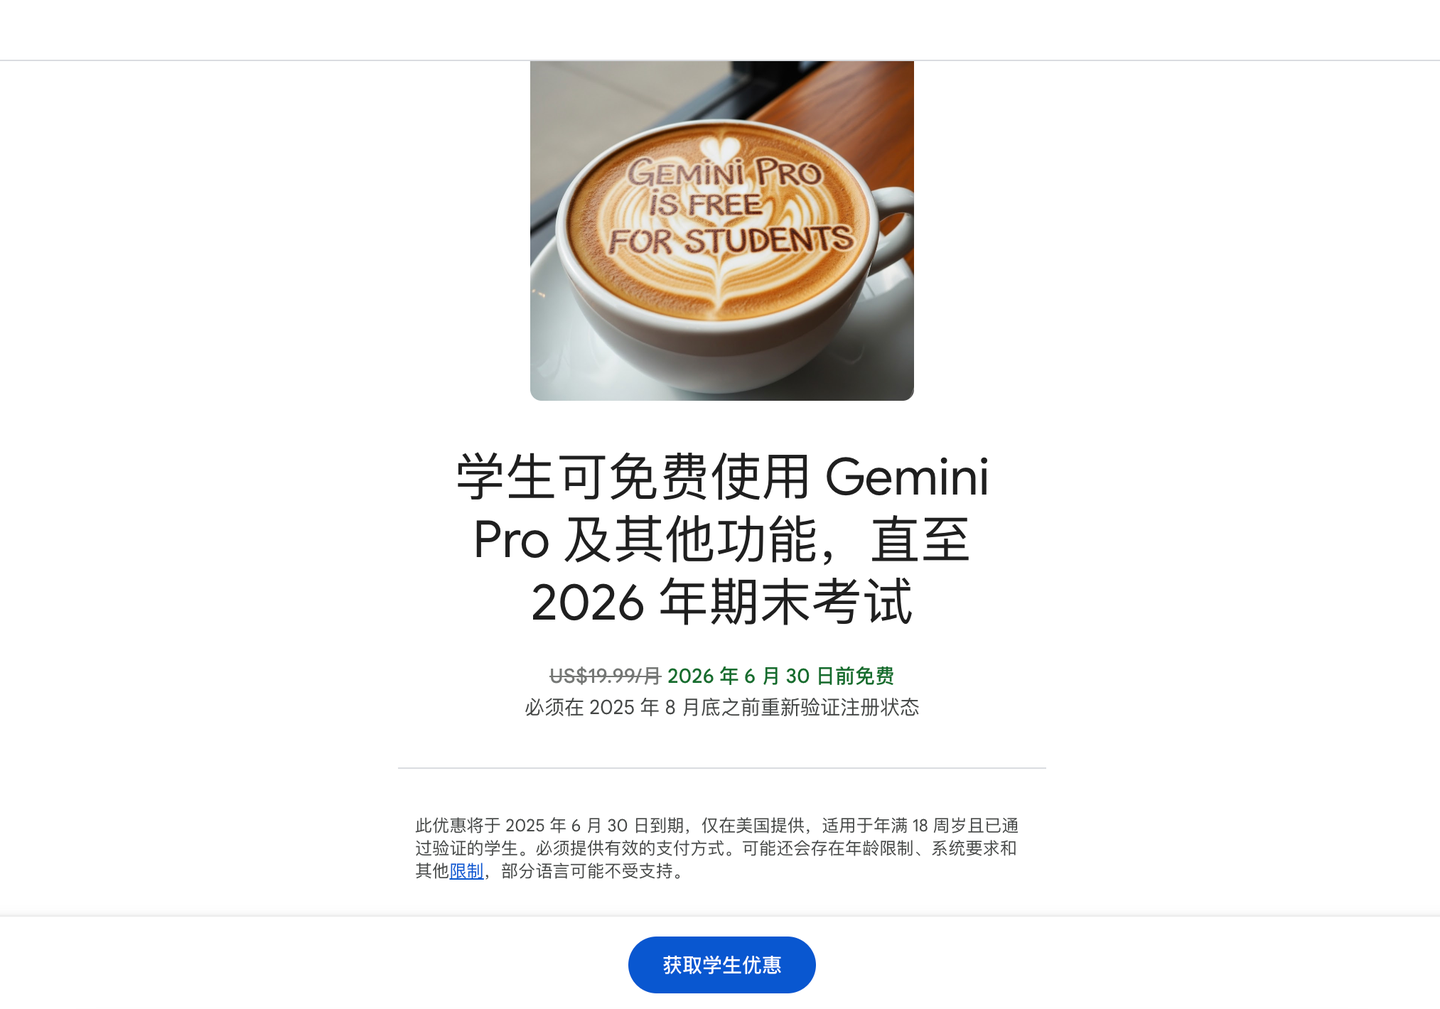 GEMINI PRO
IS FREE
FOR STUDENTS
学生可免费使用 Gemini
Pro 及其他功能，直至
2026 年期末考试
US$19.99/月 2026 年 6 月 30 日前免费
必须在 2025 年 8 月底之前重新验证注册状态
此优惠将于 2025 年 6 月 30 日到期，仅在美国提供，适用于年满 18 周岁且已通
过验证的学生。必须提供有效的支付方式。可能还会存在年龄限制、系统要求和
其他限制，部分语言可能不受支持。
获取学生优惠